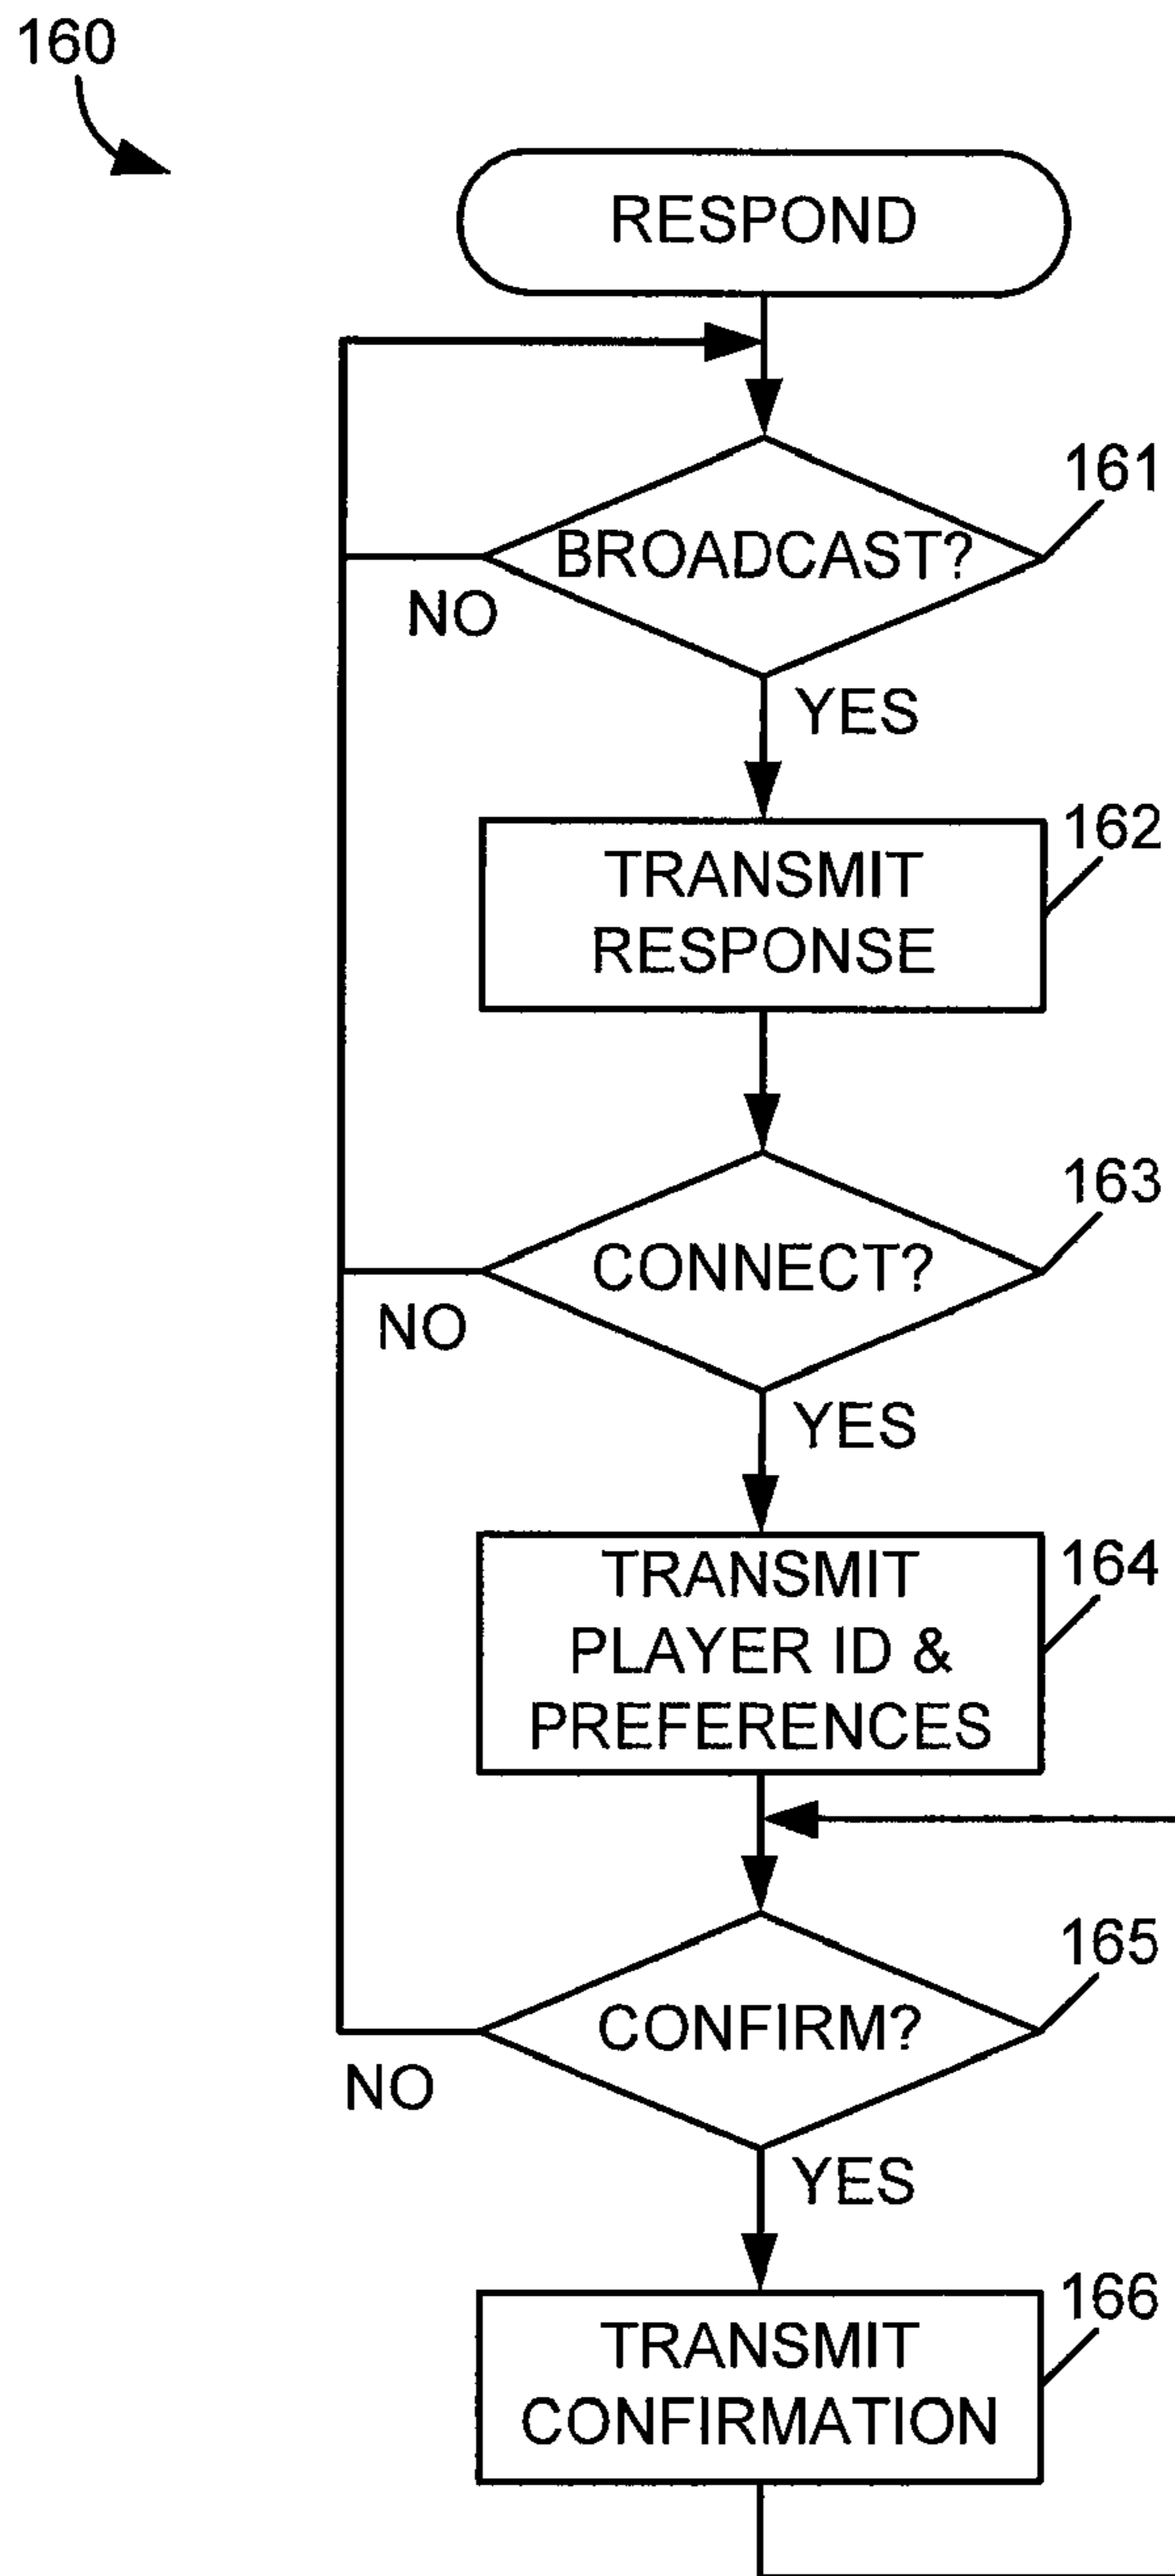 160
RESPOND
161
BROADCAST?
NO
YES
162
TRANSMIT
RESPONSE
163
CONNECT?
NO
YES
164
TRANSMIT
PLAYER ID &
PREFERENCES
165
CONFIRM?
NO
YES
166
TRANSMIT
CONFIRMATION